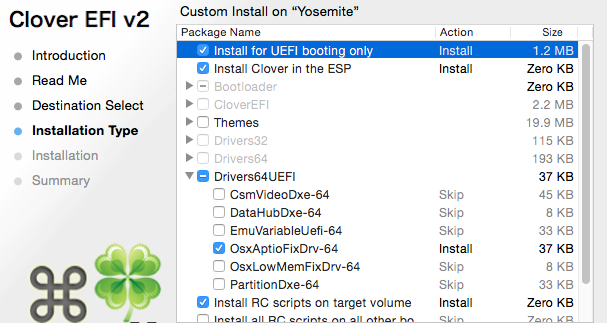 Clover EFI v2
Custom Install on “Yosemite”
Package Name Action Size
Install for UEFI booting only Install 1.2 MB
Introduction
Install Clover in the ESP Install Zero KB
Read Me
Bootloader Zero KB
Destination Select
CloverEFI 2.2 MB
Installation Type
Themes 19.9 MB
Drivers32 115 KB
Installation
Drivers64 193 KB
Summary
Drivers64UEFI 37 KB
CsmVideoDxe-64 Skip 45 KB
DataHubDxe-64 Skip 8 KB
EmuVariableUefi-64 Skip 33 KB
OsxAptioFixDrv-64 Install 37 KB
OsxLowMemFixDrv-64 Skip 8 KB
PartitionDxe-64 Skip 33 KB
Install RC scripts on target volume Install Zero KB
Install all RC scripts on all other bo... Skip Zero KB